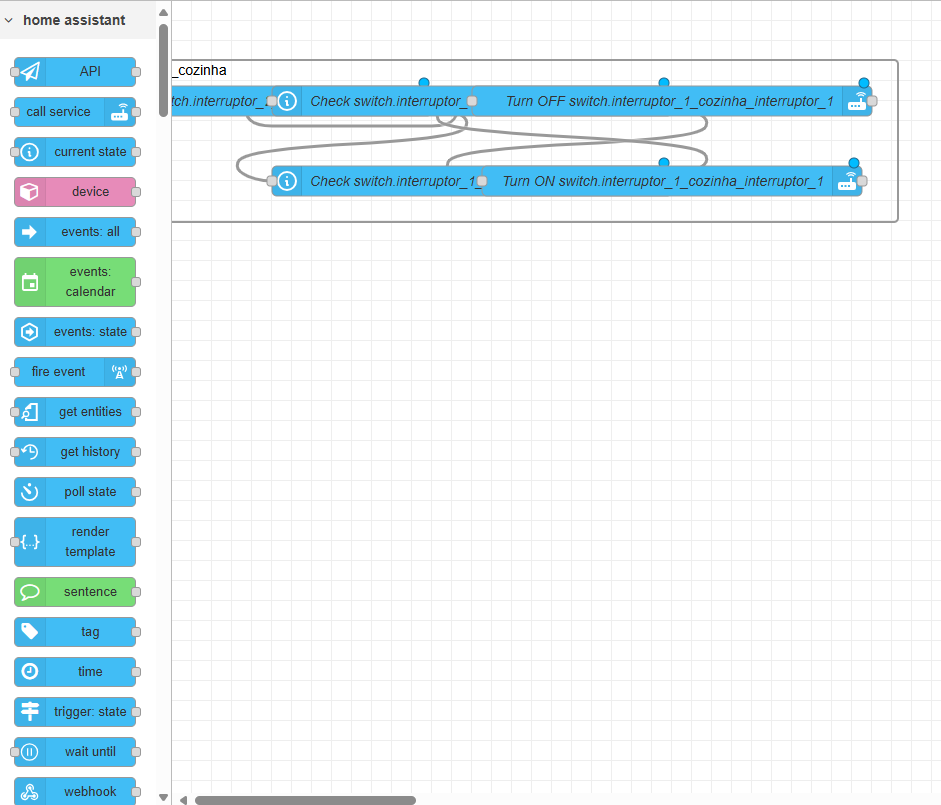 home assistant
API
call service
current state
device
events: all
events:
calendar
events: state
fire event
get entities
get history
poll state
render
template
sentence
tag
time
trigger: state
wait until
webhook
_cozinha
Check switch.interruptor_
Turn OFF switch.interruptor_1_cozinha_interruptor_1
Check switch.interruptor_1_
Turn ON switch.interruptor_1_cozinha_interruptor_1